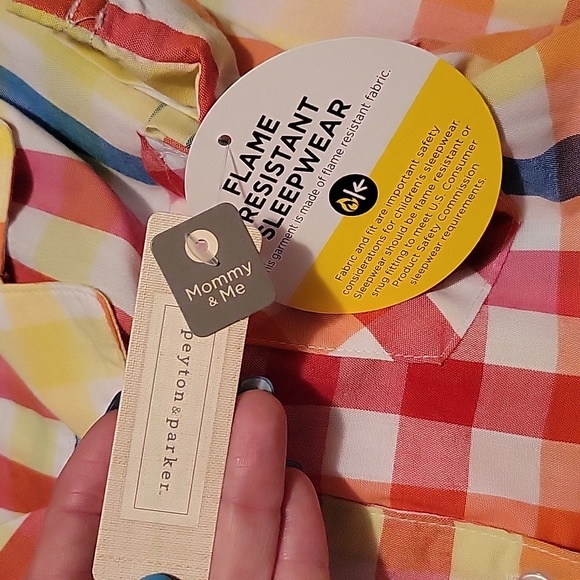 FLAME
RESISTANT
SLEEPWEAR
This garment is made of flame resistant fabric.
Fabric and fit are important safety
considerations for children's sleepwear.
Sleepwear should be flame resistant or
snug fitting to meet U.S. Consumer
Product Safety Commission
sleepwear requirements.
Mommy
& Me
peyton & parker